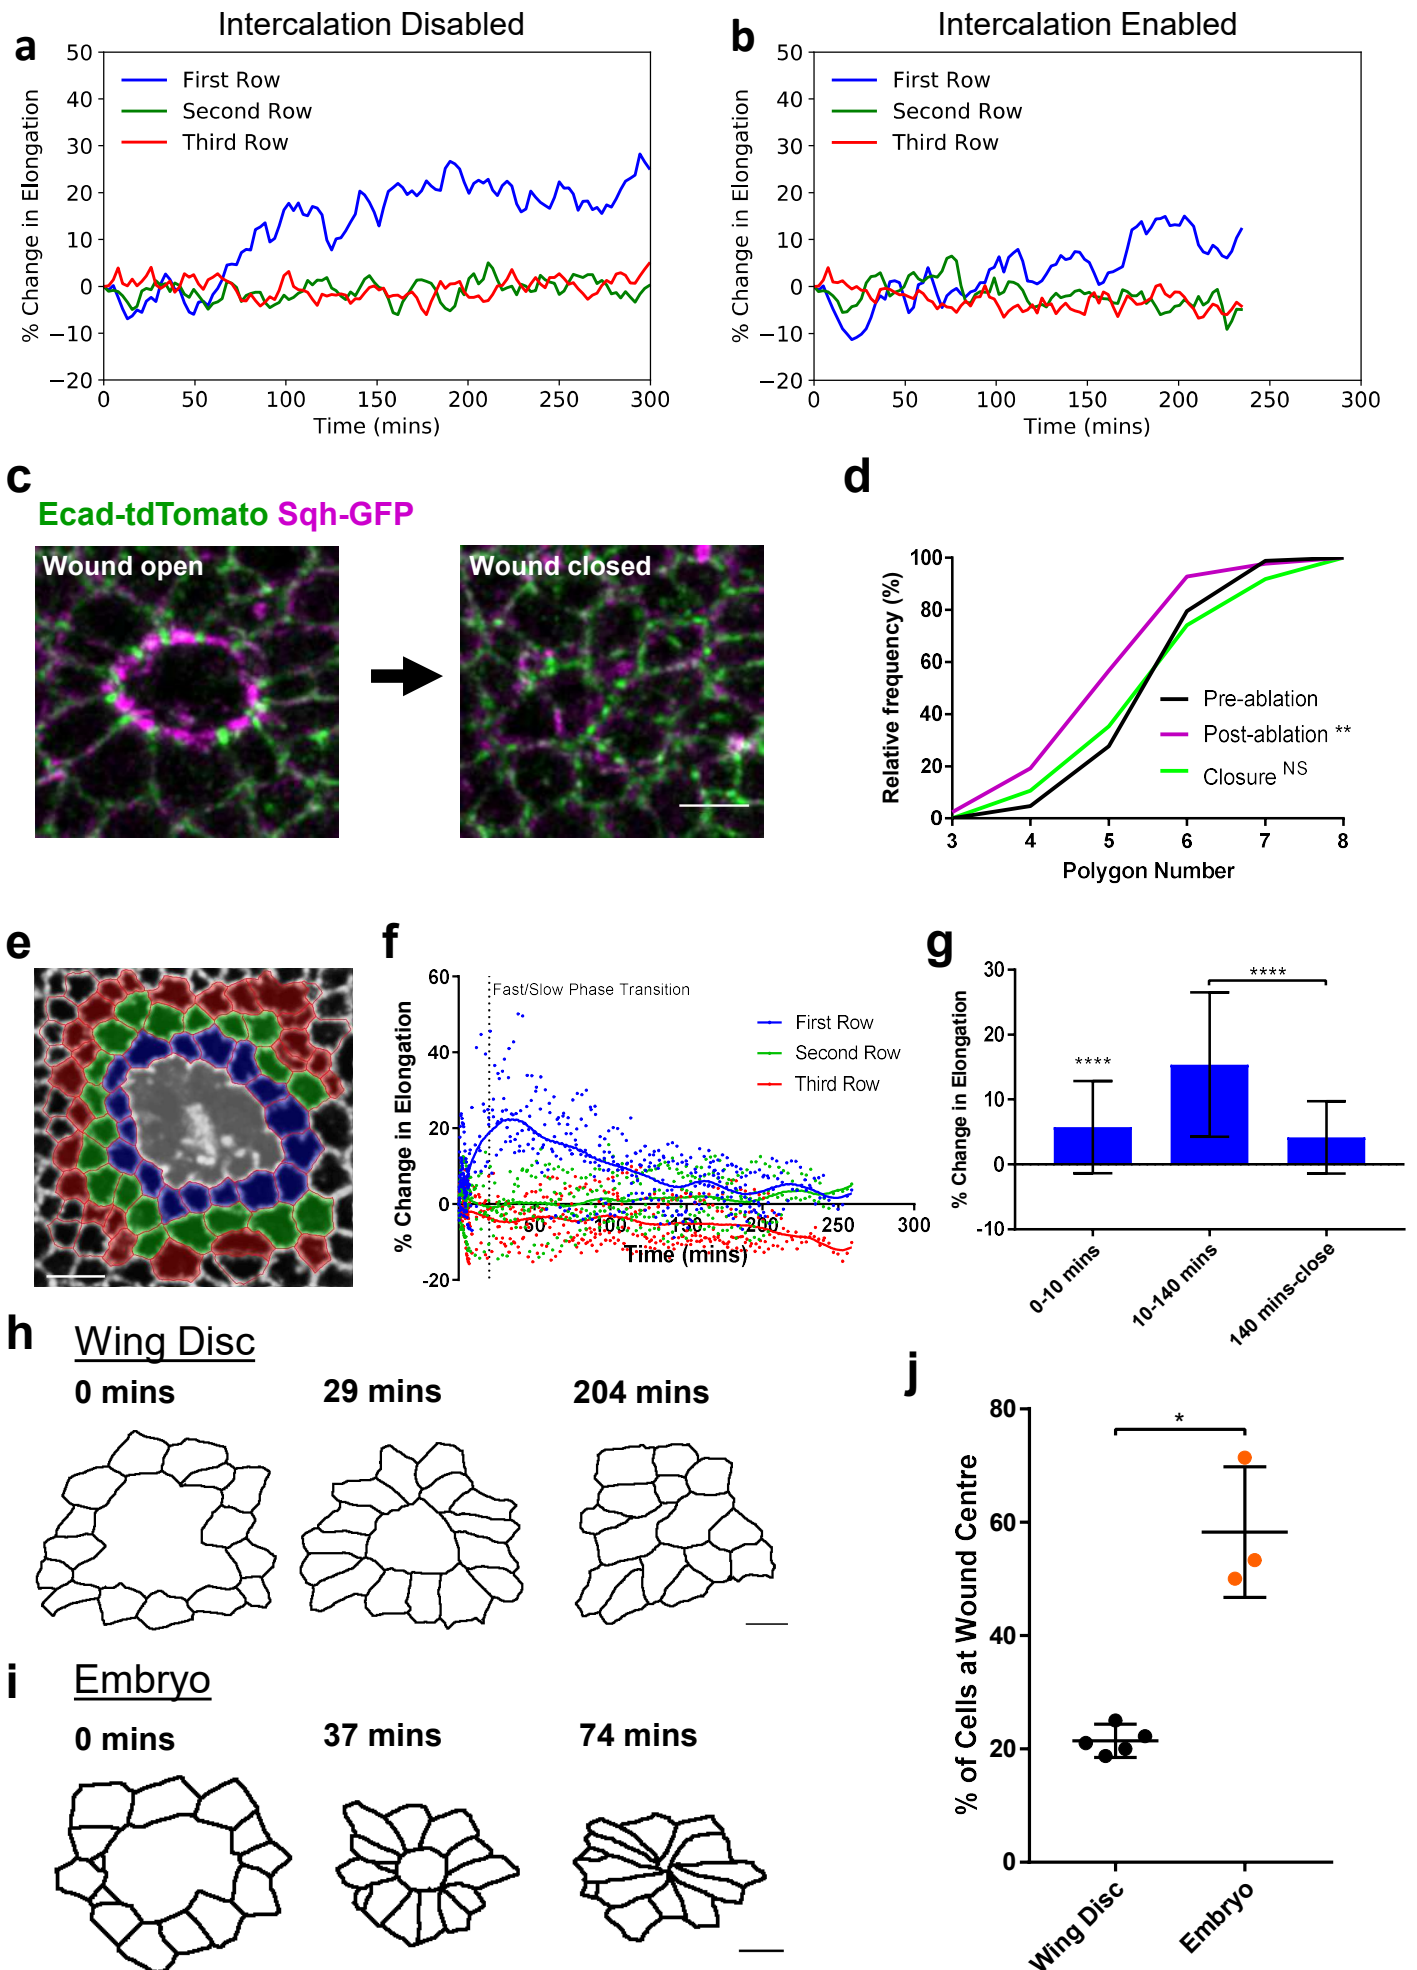 a
Intercalation Disabled
% Change in Elongation
50
40
30
20
10
0
−10
−20
First Row
Second Row
Third Row
0 50 100 150 200 250 300
Time (mins)
b
Intercalation Enabled
% Change in Elongation
50
40
30
20
10
0
−10
−20
First Row
Second Row
Third Row
0 50 100 150 200 250 300
Time (mins)
c
Ecad-tdTomato Sqh-GFP
Wound open
Wound closed
d
Relative frequency (%)
100
80
60
40
20
0
Pre-ablation
Post-ablation **
Closure NS
3 4 5 6 7 8
Polygon Number
e
f
% Change in Elongation
60
40
20
0
-20
Fast/Slow Phase Transition
First Row
Second Row
Third Row
50 100 150 200 250 300
Time (mins)
g
% Change in Elongation
30
20
10
0
-10
****
****
0-10 mins
10-140 mins
140 mins-close
h
Wing Disc
0 mins
29 mins
204 mins
i
Embryo
0 mins
37 mins
74 mins
j
% of Cells at Wound Centre
80
60
40
20
0
*
Wing Disc
Embryo